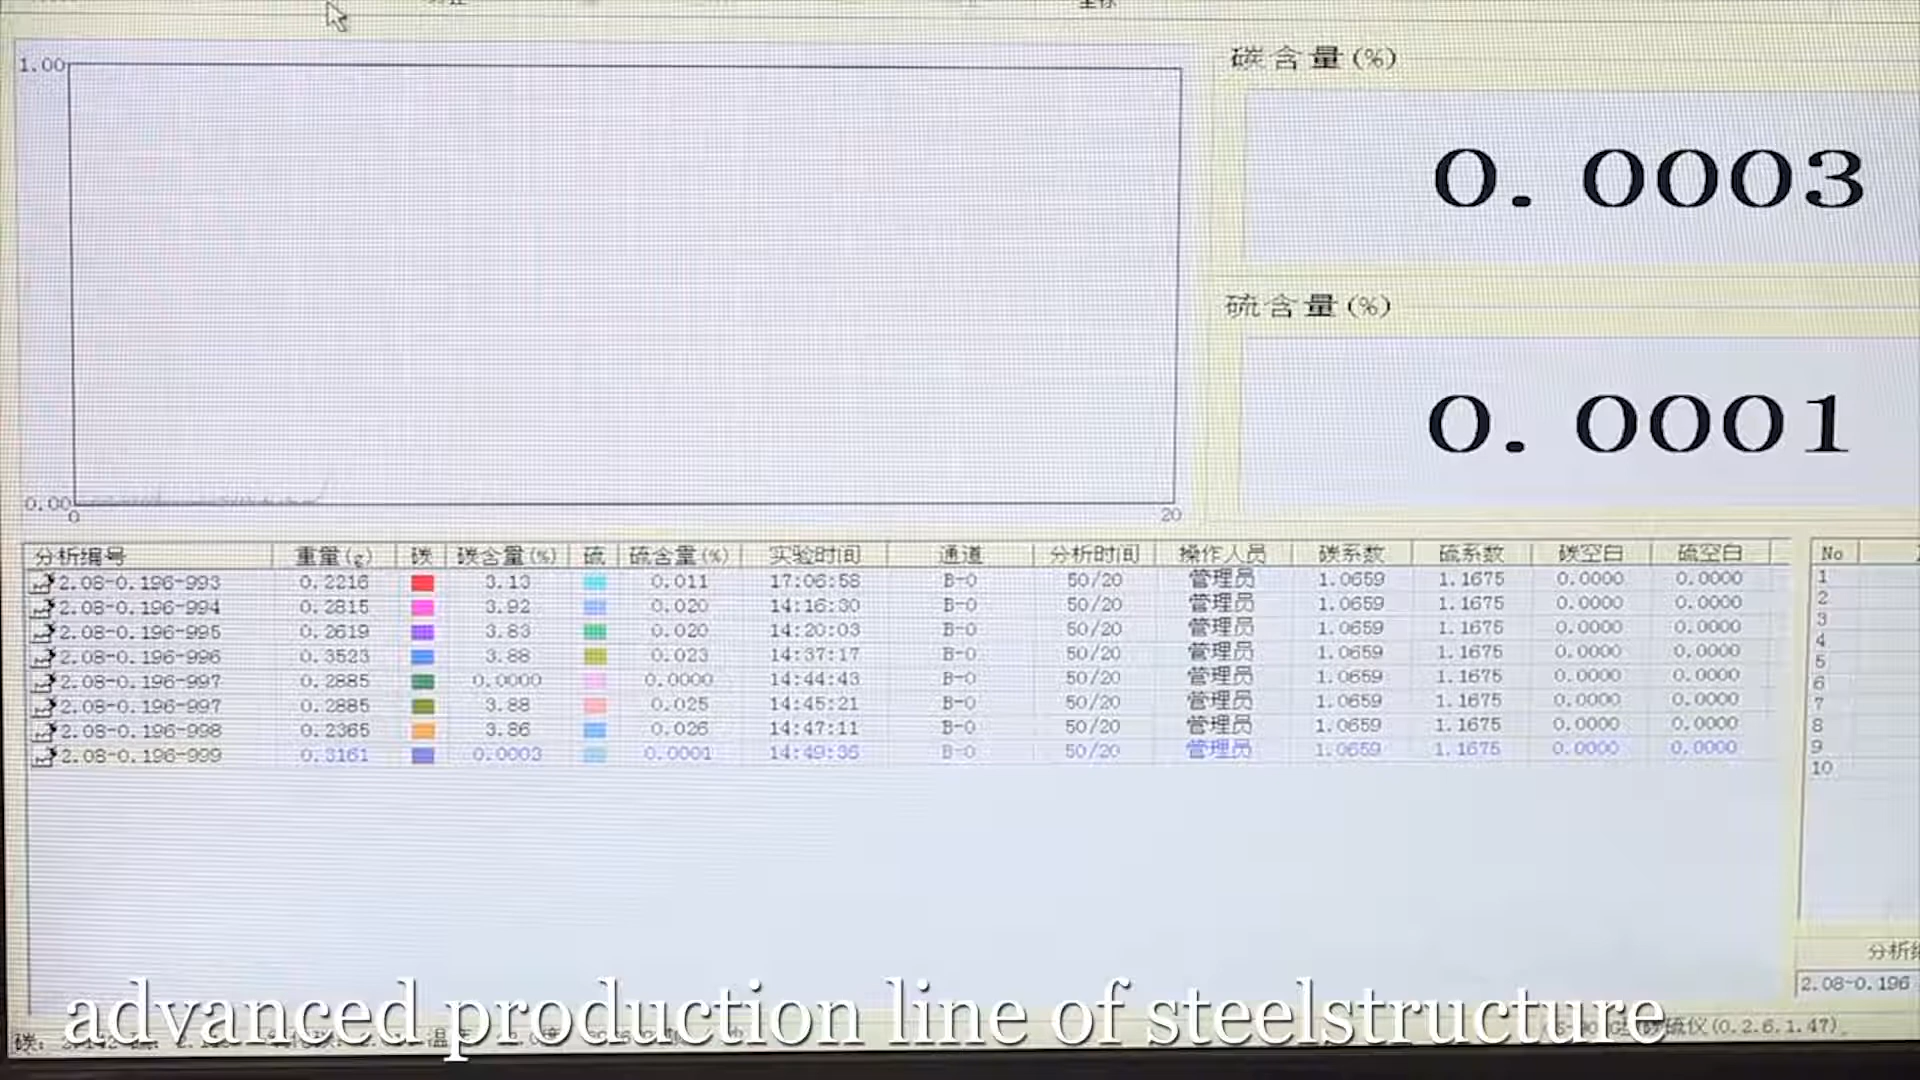 坐标
1.00
碳含量(%)
0.0003
硫含量(%)
0.0001
0.00
0
20
分析编号 重量(g) 碳 碳含量(%) 硫 硫含量(%) 实验时间 通道 分析时间 操作人员 碳系数 硫系数 碳空白 硫空白
2.08-0.196-993 0.2216 3.13 0.011 17:06:58 B-0 50/20 管理员 1.0659 1.1675 0.0000 0.0000
2.08-0.196-994 0.2815 3.92 0.020 14:16:30 B-0 50/20 管理员 1.0659 1.1675 0.0000 0.0000
2.08-0.196-995 0.2619 3.83 0.020 14:20:03 B-0 50/20 管理员 1.0659 1.1675 0.0000 0.0000
2.08-0.196-996 0.3523 3.88 0.023 14:37:17 B-0 50/20 管理员 1.0659 1.1675 0.0000 0.0000
2.08-0.196-997 0.2885 0.0000 0.0000 14:44:43 B-0 50/20 管理员 1.0659 1.1675 0.0000 0.0000
2.08-0.196-997 0.2885 3.88 0.025 14:45:21 B-0 50/20 管理员 1.0659 1.1675 0.0000 0.0000
2.08-0.196-998 0.2365 3.86 0.026 14:47:11 B-0 50/20 管理员 1.0659 1.1675 0.0000 0.0000
2.08-0.196-999 0.3161 0.0003 0.0001 14:49:36 B-0 50/20 管理员 1.0659 1.1675 0.0000 0.0000
No
1
2
3
4
5
6
7
8
9
10
分析编
2.08-0.196
advanced production line of steelstructure
碳:
硫仪(0.2.6.1.47)